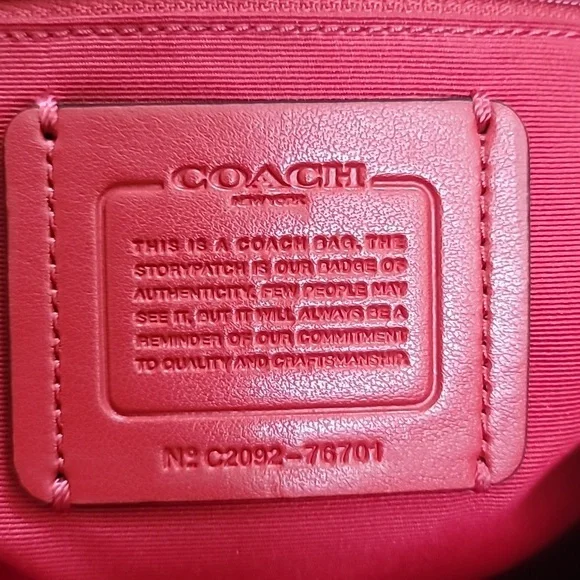 COACH
NEW YORK
THIS IS A COACH BAG. THE
STORYPATCH IS OUR BADGE OF
AUTHENTICITY. FEW PEOPLE MAY
SEE IT, BUT IT WILL ALWAYS BE A
REMINDER OF OUR COMMITMENT
TO QUALITY AND CRAFTSMANSHIP.
Nº C2092-76701